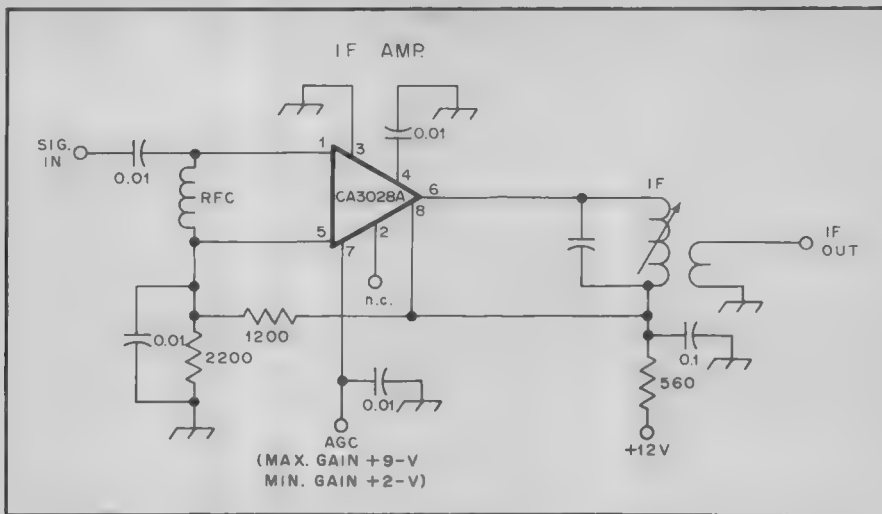 IF AMP.
SIG.
IN
0.01
RFC
1
3
0.01
4
CA3028A
6
8
5
7
2
n.c.
IF
IF
OUT
0.01
2200
1200
0.01
0.1
560
+12V
AGC
(MAX. GAIN +9-V
MIN. GAIN +2-V)